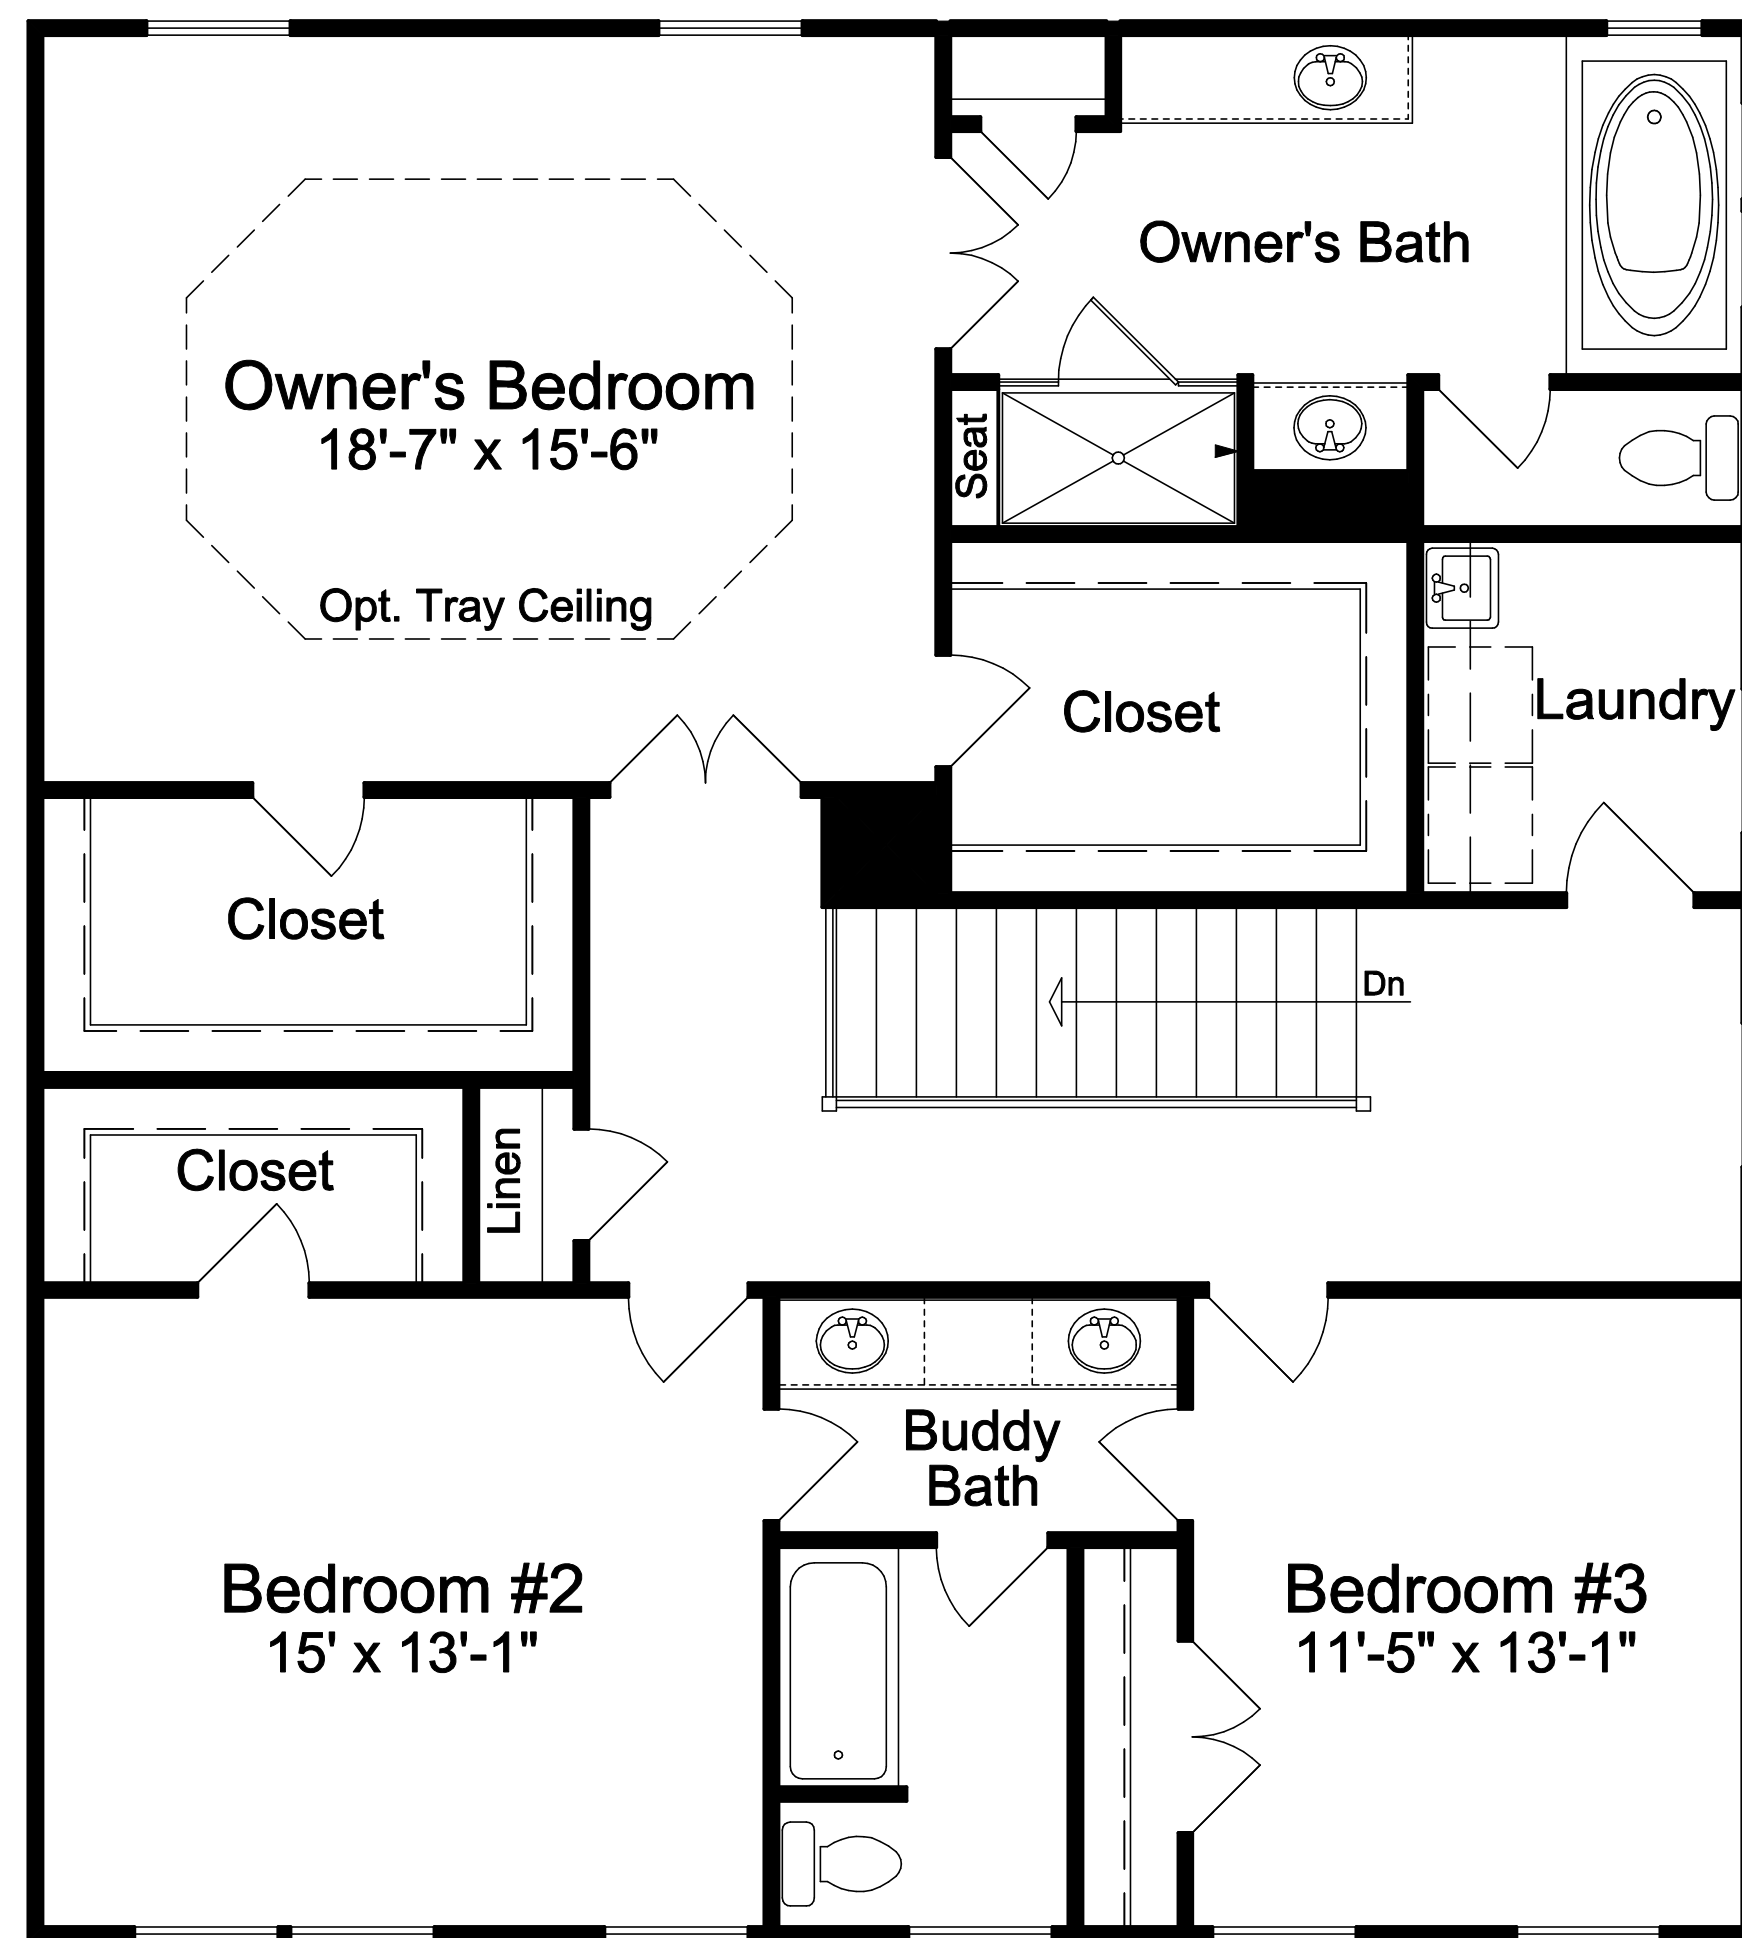 Owner's Bath
Owner's Bedroom
18'-7" x 15'-6"
Seat
Opt. Tray Ceiling
Closet
Laundry
Closet
Dn
Closet
Linen
Buddy
Bath
Bedroom #2
15' x 13'-1"
Bedroom #3
11'-5" x 13'-1"